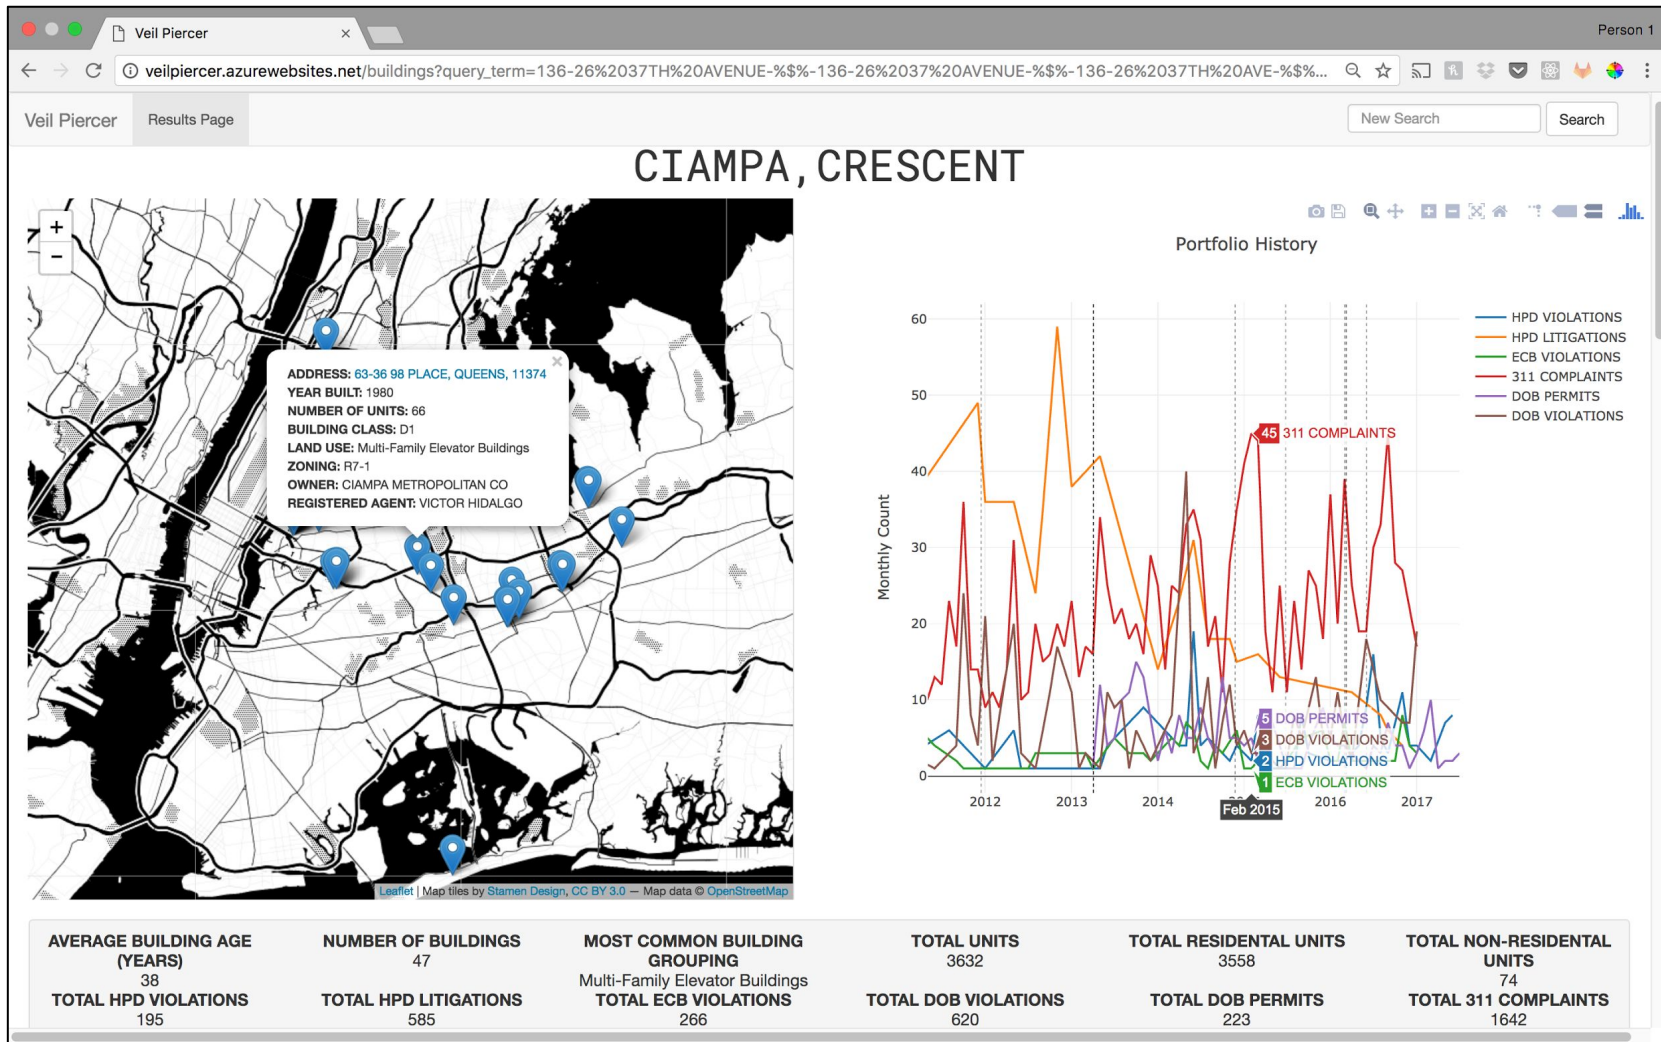 Veil Piercer
Person 1
veilpiercer.azurewebsites.net/buildings?query_term=136-26%2037TH%20AVENUE-%$%-136-26%2037%20AVENUE-%$%-136-26%2037TH%20AVE-%$%...
Veil Piercer
Results Page
New Search
Search
CIAMPA,CRESCENT
+
−
ADDRESS: 63-36 98 PLACE, QUEENS, 11374
YEAR BUILT: 1980
NUMBER OF UNITS: 66
BUILDING CLASS: D1
LAND USE: Multi-Family Elevator Buildings
ZONING: R7-1
OWNER: CIAMPA METROPOLITAN CO
REGISTERED AGENT: VICTOR HIDALGO
Leaflet | Map tiles by Stamen Design, CC BY 3.0 — Map data © OpenStreetMap
Portfolio History
60
50
40
30
20
10
0
Monthly Count
2012
2013
2014
2016
2017
Feb 2015
45 311 COMPLAINTS
5 DOB PERMITS
3 DOB VIOLATIONS
2 HPD VIOLATIONS
1 ECB VIOLATIONS
HPD VIOLATIONS
HPD LITIGATIONS
ECB VIOLATIONS
311 COMPLAINTS
DOB PERMITS
DOB VIOLATIONS
AVERAGE BUILDING AGE
(YEARS)
38
NUMBER OF BUILDINGS
47
MOST COMMON BUILDING
GROUPING
Multi-Family Elevator Buildings
TOTAL UNITS
3632
TOTAL RESIDENTAL UNITS
3558
TOTAL NON-RESIDENTAL
UNITS
74
TOTAL HPD VIOLATIONS
195
TOTAL HPD LITIGATIONS
585
TOTAL ECB VIOLATIONS
266
TOTAL DOB VIOLATIONS
620
TOTAL DOB PERMITS
223
TOTAL 311 COMPLAINTS
1642